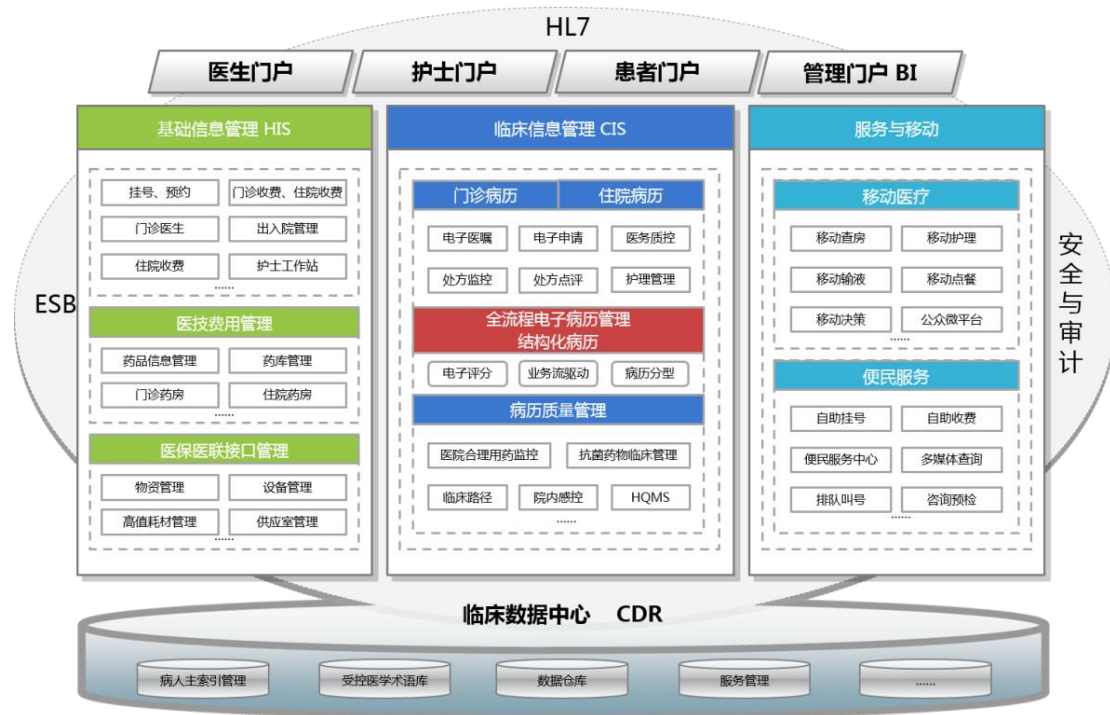 HL7
医生门户
护士门户
患者门户
管理门户 BI
ESB
安全与审计
基础信息管理 HIS
挂号、预约
门诊收费、住院收费
门诊医生
出入院管理
住院收费
护士工作站
......
医技费用管理
药品信息管理
药库管理
门诊药房
住院药房
......
医保医联接口管理
物资管理
设备管理
高值耗材管理
供应室管理
......
临床信息管理 CIS
门诊病历
住院病历
电子医嘱
电子申请
医务质控
处方监控
处方点评
护理管理
全流程电子病历管理
结构化病历
电子评分
业务流驱动
病历分型
病历质量管理
医院合理用药监控
抗菌药物临床管理
临床路径
院内感控
HQMS
......
服务与移动
移动医疗
移动查房
移动护理
移动输液
移动点餐
移动决策
公众微平台
......
便民服务
自助挂号
自助收费
便民服务中心
多媒体查询
排队叫号
咨询预检
......
临床数据中心 CDR
病人主索引管理
受控医学术语库
数据仓库
服务管理
......